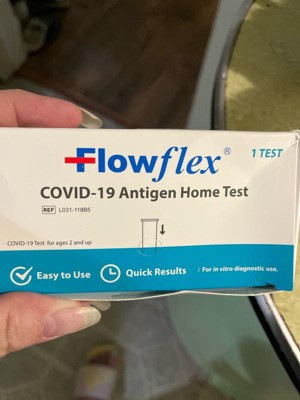 Flowflex®
1 TEST
COVID-19 Antigen Home Test
REF L031-118B5
COVID-19 Test for ages 2 and up
Easy to Use
Quick Results
For in vitro diagnostic use.